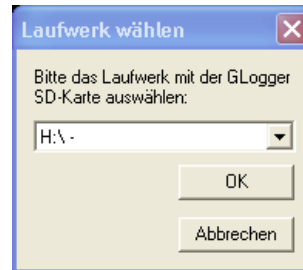 Laufwerk wählen
Bitte das Laufwerk mit der GLogger
SD-Karte auswählen:
H:\ -
OK
Abbrechen